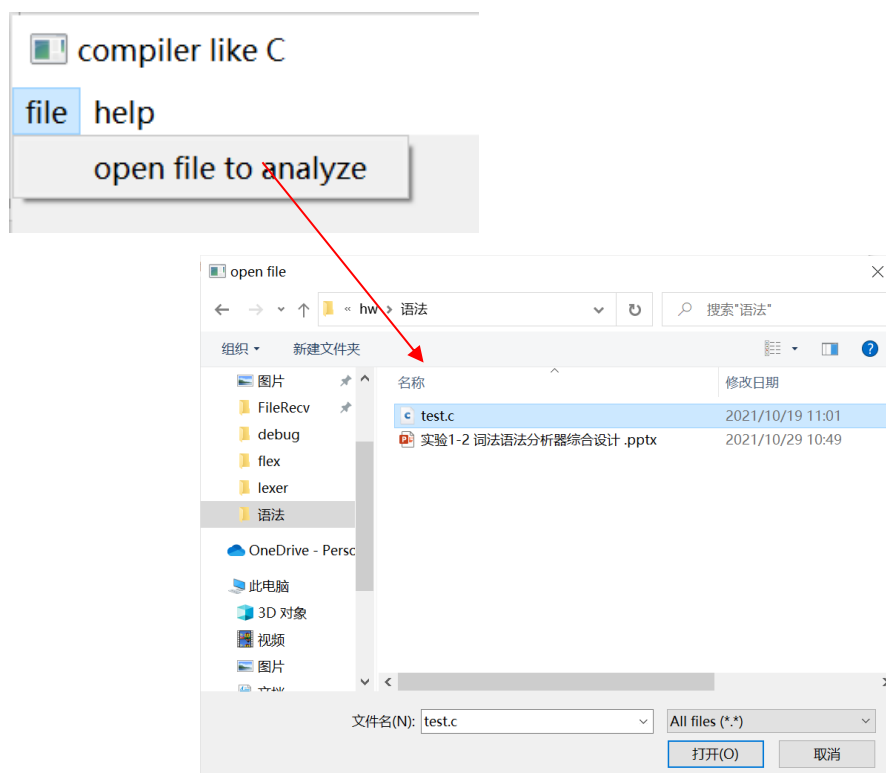 compiler like C
file help
open file to analyze
open file
« hw › 语法
搜索"语法"
组织 新建文件夹
?
图片
FileRecv
debug
flex
lexer
语法
OneDrive - Persc
此电脑
3D 对象
视频
图片
名称 修改日期
test.c 2021/10/19 11:01
实验1-2 词法语法分析器综合设计 .pptx 2021/10/29 10:49
文件名(N): test.c All files (*.*)
打开(O) 取消